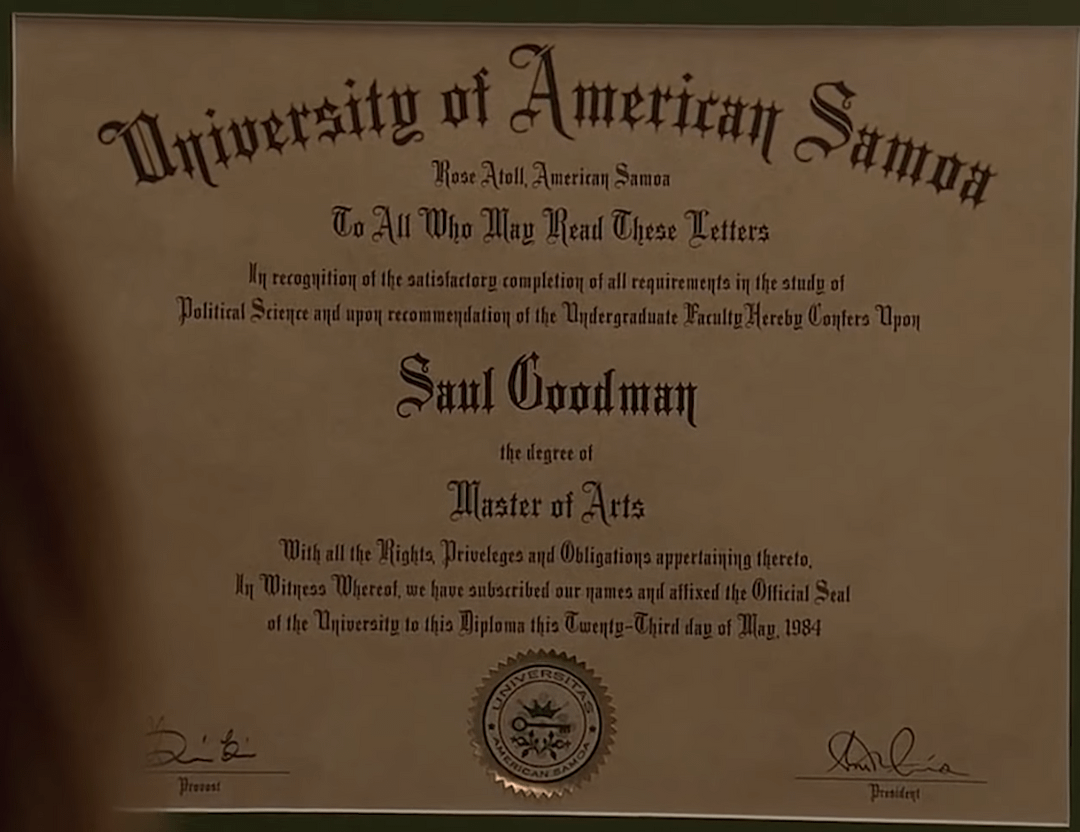 University of American Samoa
Rose Atoll, American Samoa
To All Who May Read These Letters
In recognition of the satisfactory completion of all requirements in the study of
Political Science and upon recommendation of the Undergraduate Faculty Hereby Confers Upon
Saul Goodman
the degree of
Master of Arts
With all the Rights, Priveleges and Obligations appertaining thereto,
In Witness Whereof, we have subscribed our names and affixed the Official Seal
of the University to this Diploma this Twenty-Third day of May, 1984
UNIVERSITAS
AMERICAN SAMOA
Provost
President